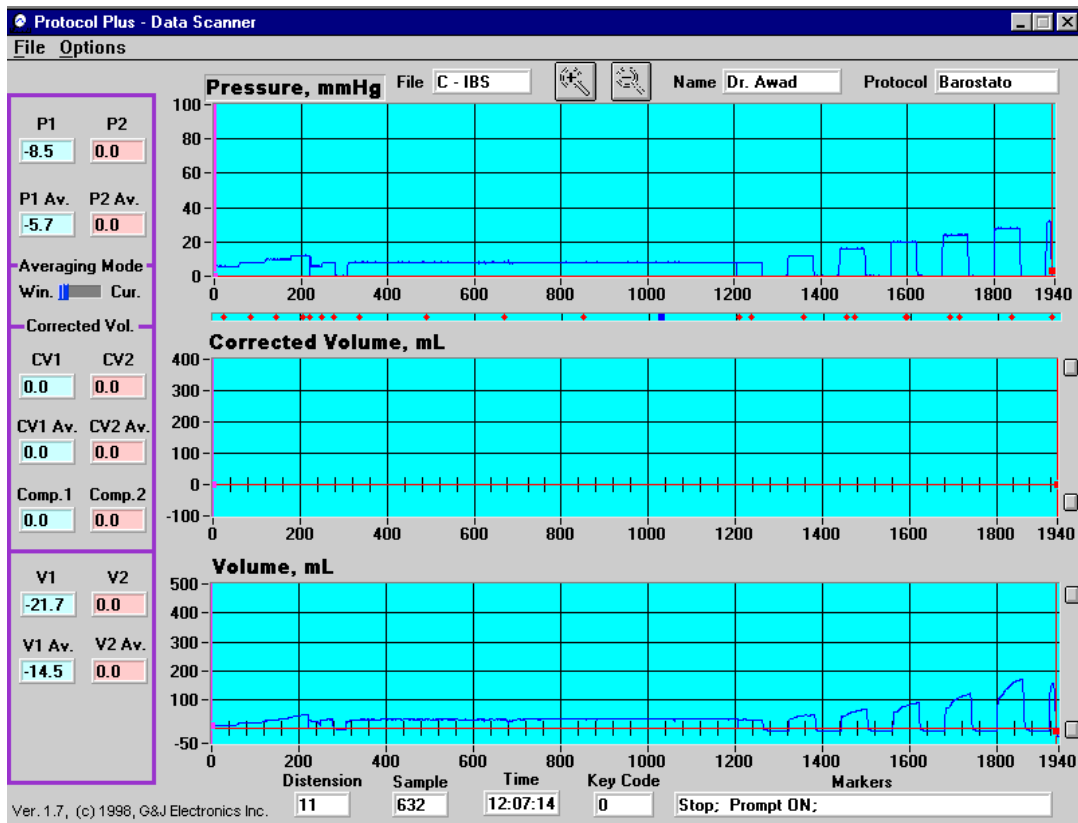 Protocol Plus - Data Scanner
File Options
Pressure, mmHg File C - IBS Name Dr. Awad Protocol Barostato
P1 P2
-8.5 0.0
P1 Av. P2 Av.
-5.7 0.0
Averaging Mode
Win. Cur.
Corrected Vol.
CV1 CV2
0.0 0.0
CV1 Av. CV2 Av.
0.0 0.0
Comp.1 Comp.2
0.0 0.0
V1 V2
-21.7 0.0
V1 Av. V2 Av.
-14.5 0.0
100
80
60
40
20
0
0 200 400 600 800 1000 1200 1400 1600 1800 1940
Corrected Volume, mL
400
300
200
100
0
-100
0 200 400 600 800 1000 1200 1400 1600 1800 1940
Volume, mL
500
400
300
200
100
-50
0 200 400 600 800 1000 1200 1400 1600 1800 1940
Distension Sample Time Key Code Markers
11 632 12:07:14 0 Stop; Prompt ON;
Ver. 1.7, (c) 1998, G&J Electronics Inc.